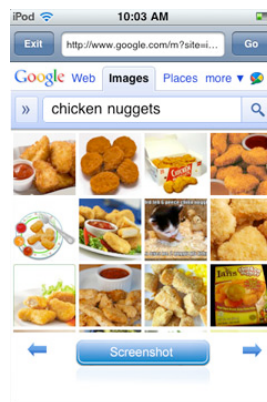 iPod 10:03 AM
Exit http://www.google.com/m?site=i... Go
Google Web Images Places more ▼
» chicken nuggets
Screenshot